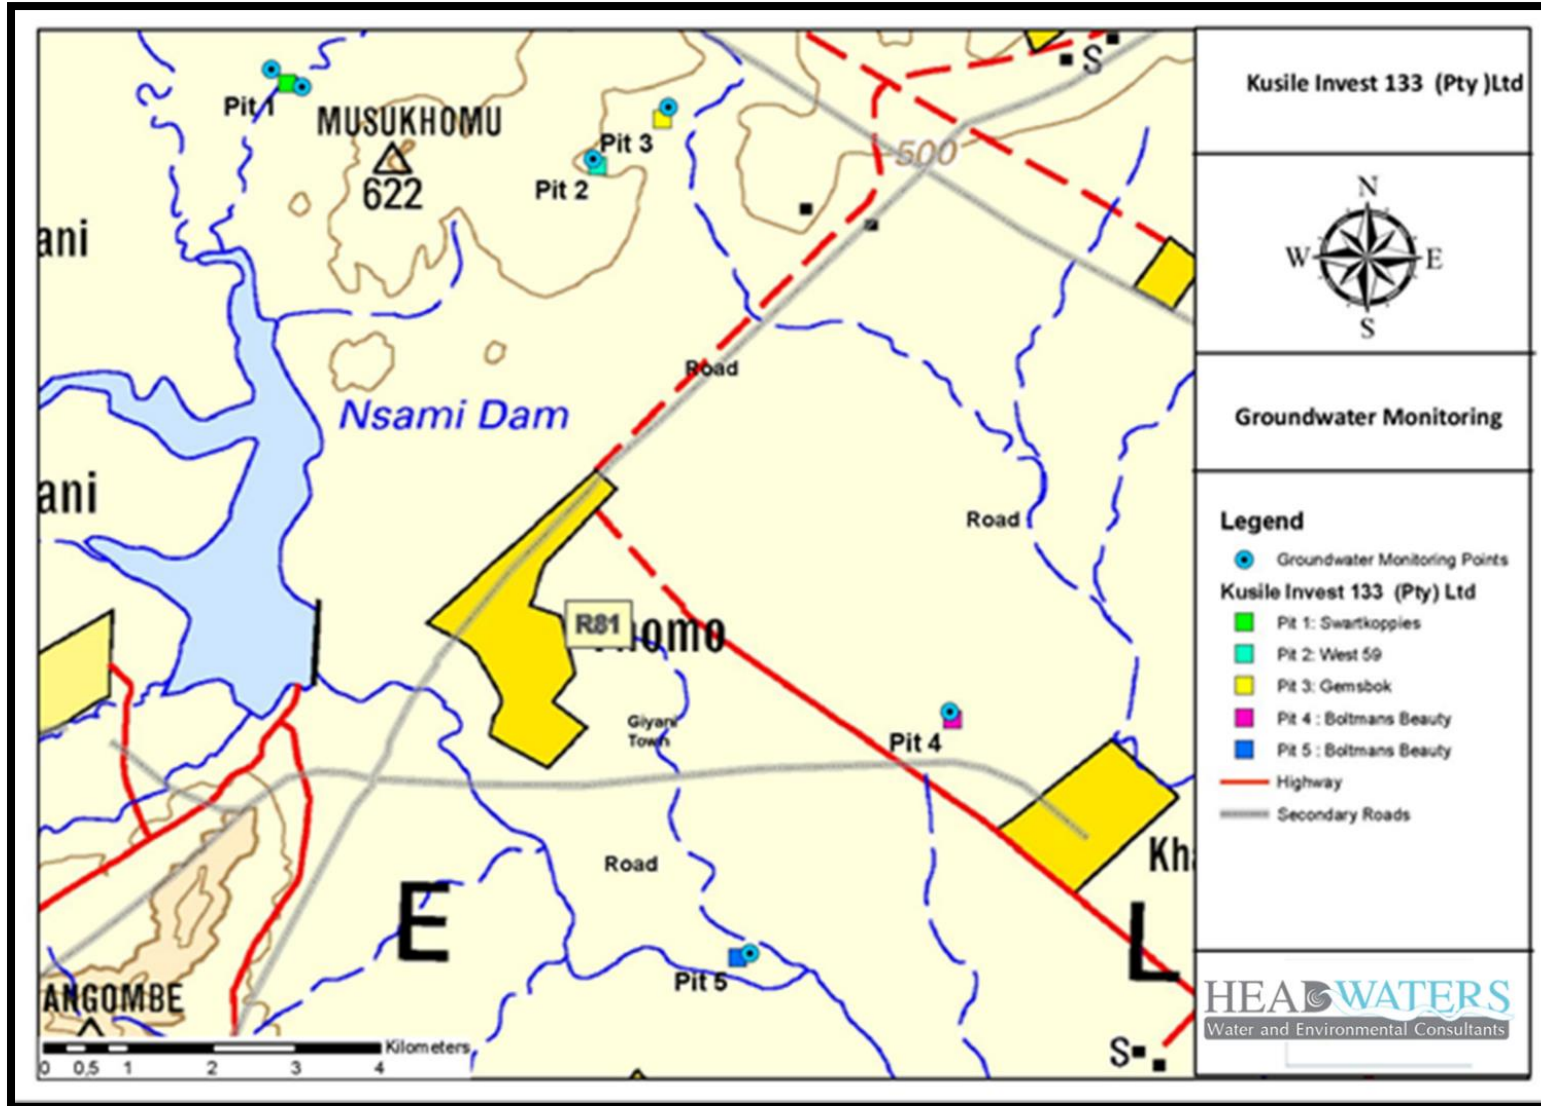 Pit 1
MUSUKHOMU
622
Pit 3
Pit 2
500
S
ani
Road
Nsami Dam
ani
Road
R81
omo
Giyani
Town
Pit 4
Road
Kh
E
L
Pit 5
ANGOMBE
S
Kilometers
0 0,5 1 2 3 4
Kusile Invest 133 (Pty )Ltd
N
W E
S
Groundwater Monitoring
Legend
Groundwater Monitoring Points
Kusile Invest 133 (Pty) Ltd
Pit 1: Swartkoppies
Pit 2: West 59
Pit 3: Gemsbok
Pit 4 : Boltmans Beauty
Pit 5 : Boltmans Beauty
Highway
Secondary Roads
HEADWATERS
Water and Environmental Consultants